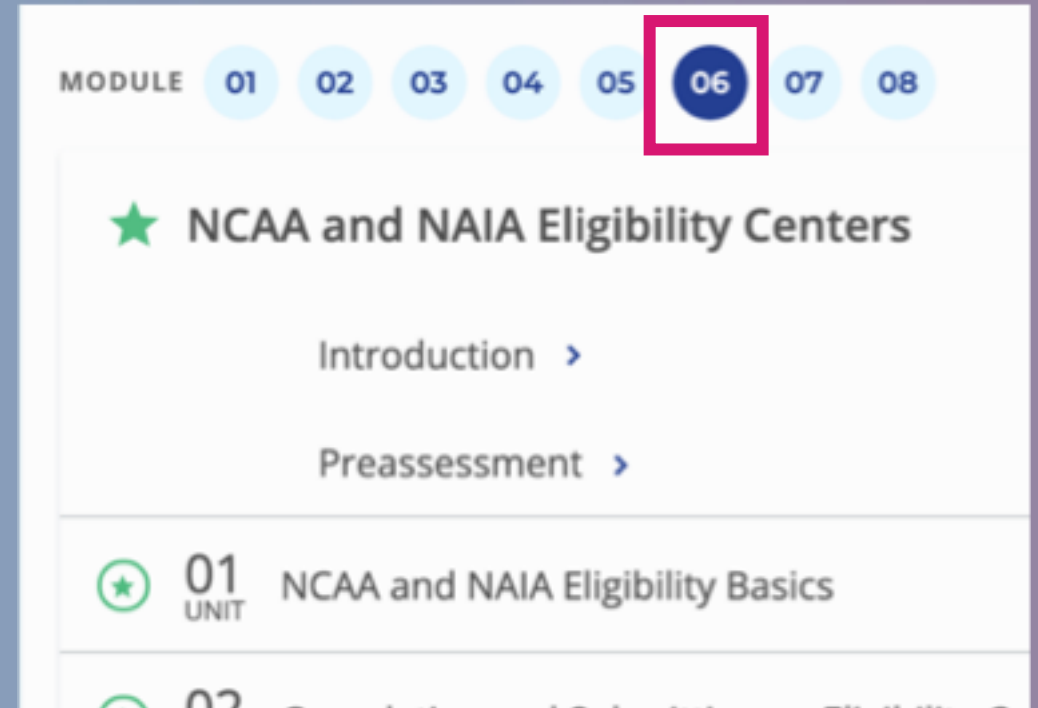 MODULE 01 02 03 04 05 06 07 08
NCAA and NAIA Eligibility Centers
Introduction >
Preassessment >
01 UNIT NCAA and NAIA Eligibility Basics
02